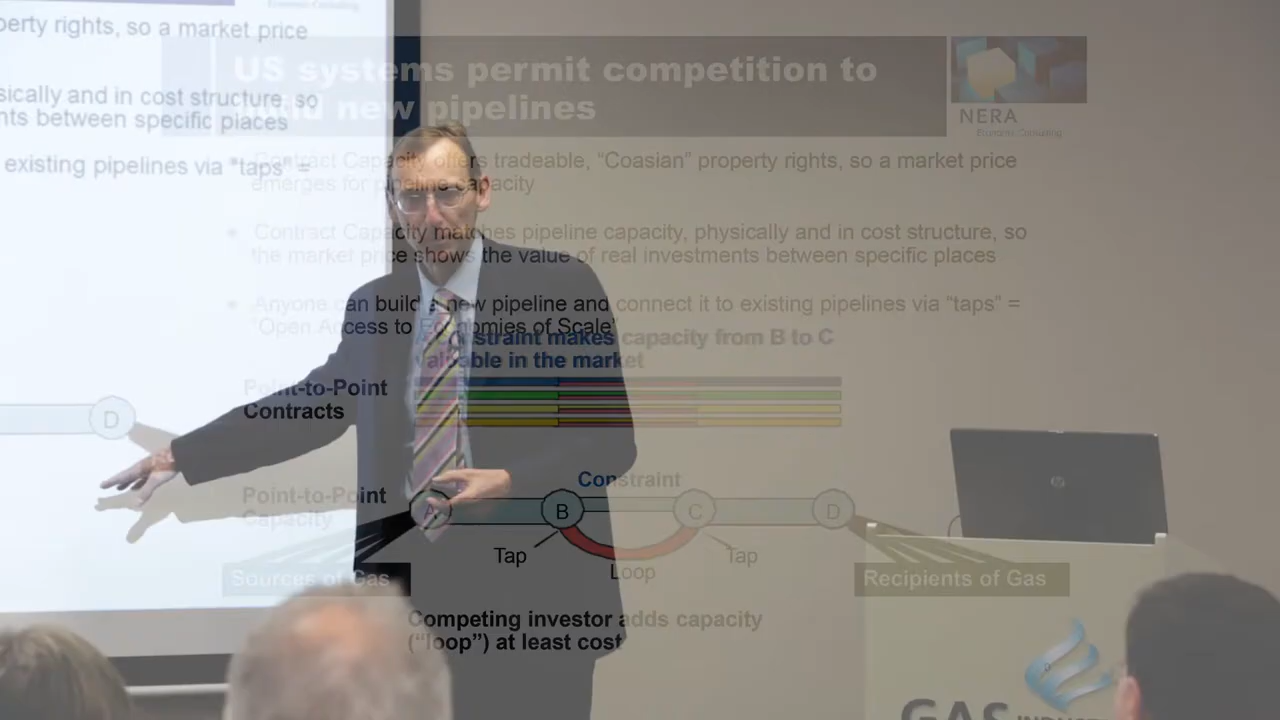 Economic Consulting
perty rights, so a market price
sically and in cost structure, so
nts between specific places
existing pipelines via “taps” =
D
US systems permit competition to
build new pipelines
NERA
Economic Consulting
Contract Capacity offers tradeable, “Coasian” property rights, so a market price
emerges for pipeline capacity
Contract Capacity matches pipeline capacity, physically and in cost structure, so
the market price shows the value of real investments between specific places
Anyone can build a new pipeline and connect it to existing pipelines via “taps” =
“Open Access to Economies of Scale”
Constraint makes capacity from B to C
valuable in the market
Point-to-Point
Contracts
Constraint
Point-to-Point
Capacity
A B C D
Tap Tap
Loop
Sources of Gas Recipients of Gas
Competing investor adds capacity
(“loop”) at least cost
hp
GAS INDUST